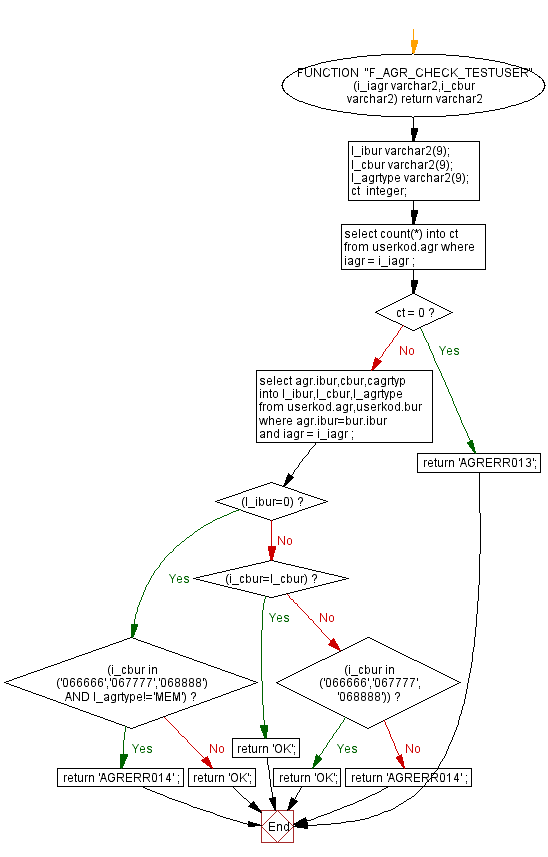 FUNCTION "F_AGR_CHECK_TESTUSER"
(i_iagr varchar2,i_cbur
varchar2) return varchar2
l_ibur varchar2(9);
l_cbur varchar2(9);
l_agrtype varchar2(9);
ct  integer;
select count(*) into ct
from userkod.agr where
iagr = i_iagr ;
ct = 0 ?
No
Yes
select agr.ibur,cbur,cagrtyp
into l_ibur,l_cbur,l_agrtype
from userkod.agr,userkod.bur
where agr.ibur=bur.ibur
and iagr = i_iagr ;
return 'AGRERR013';
(l_ibur=0) ?
No
Yes
(i_cbur=l_cbur) ?
Yes
No
(i_cbur in
('066666','067777','068888')
AND l_agrtype!='MEM') ?
(i_cbur in
('066666','067777',
'068888')) ?
Yes
No
return 'OK';
Yes
No
return 'AGRERR014' ;
return 'OK';
return 'OK';
return 'AGRERR014' ;
End